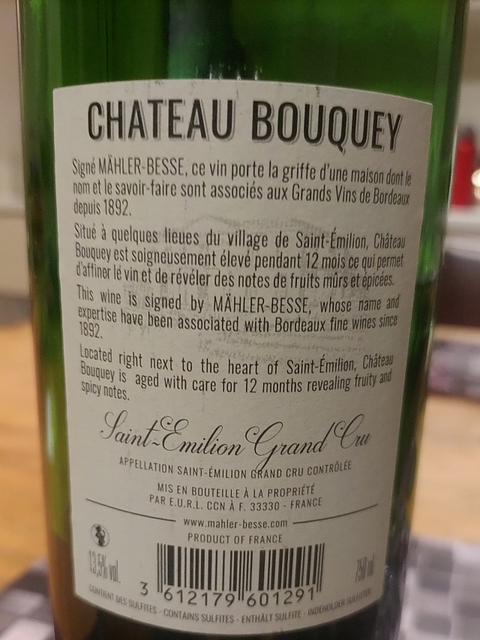 CHATEAU BOUQUEY
Signé MÄHLER-BESSE, ce vin porte la griffe d'une maison dont le
nom et le savoir-faire sont associés aux Grands Vins de Bordeaux
depuis 1892.
Situé à quelques lieues du village de Saint-Émilion, Château
Bouquey est soigneusement élevé pendant 12 mois ce qui permet
d'affiner le vin et de révéler des notes de fruits mûrs et épicées.
This wine is signed by MÄHLER-BESSE, whose name and
expertise have been associated with Bordeaux fine wines since
1892.
Located right next to the heart of Saint-Émilion, Château
Bouquey is aged with care for 12 months revealing fruity and
spicy notes.
Saint-Emilion Grand Cru
APPELLATION SAINT-ÉMILION GRAND CRU CONTRÔLÉE
MIS EN BOUTEILLE À LA PROPRIÉTÉ
PAR E.U.R.L. CCN À F. 33330 - FRANCE
www.mahler-besse.com
PRODUCT OF FRANCE
13,5% vol. 750 ml
3 612179 601291
CONTIENT DES SULFITES - CONTAINS SULFITES - ENTHÄLT SULFITE - INDEHOLDER SULFITTER